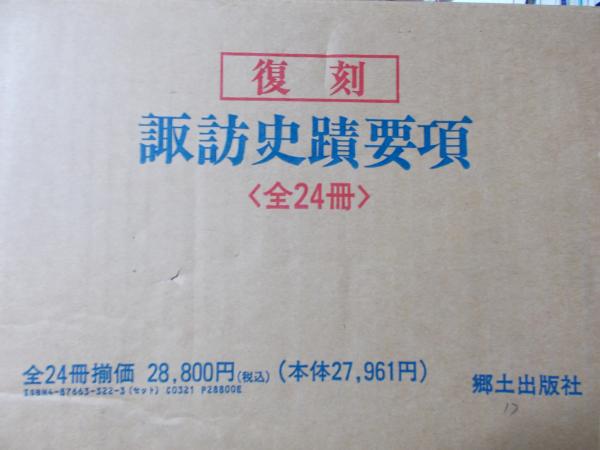 復刻
諏訪史蹟要項
〈全24冊〉
全24冊揃価 28,800円(税込) (本体27,961円) 郷土出版社
ISBN4-87663-322-3(セット) C0321 P28800E
17